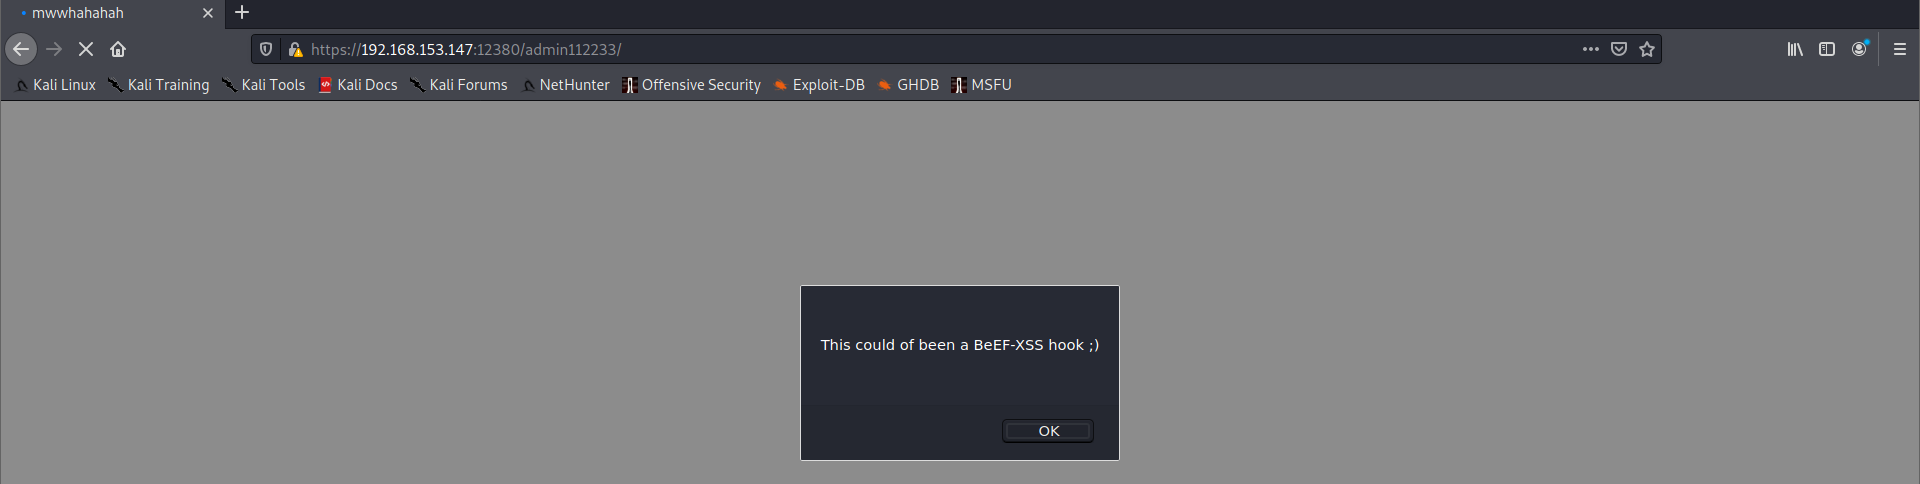 mwwhahahah
https://192.168.153.147:12380/admin112233/
Kali Linux Kali Training Kali Tools Kali Docs Kali Forums NetHunter Offensive Security Exploit-DB GHDB MSFU
This could of been a BeEF-XSS hook ;)
OK